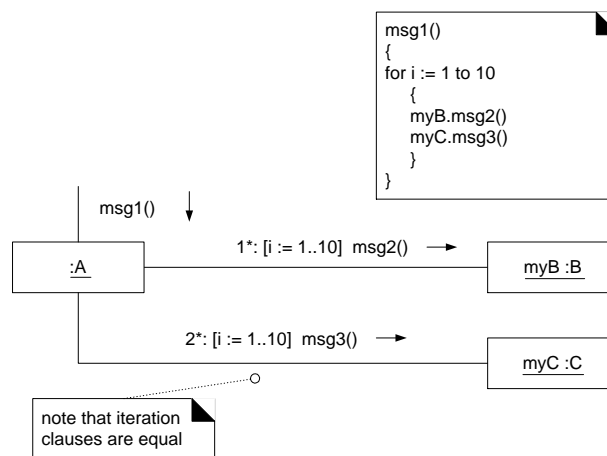 msg1()
{
for i := 1 to 10
{
myB.msg2()
myC.msg3()
}
}
msg1()
1*: [i := 1..10]  msg2()
:A
myB :B
2*: [i := 1..10]  msg3()
myC :C
note that iteration
clauses are equal